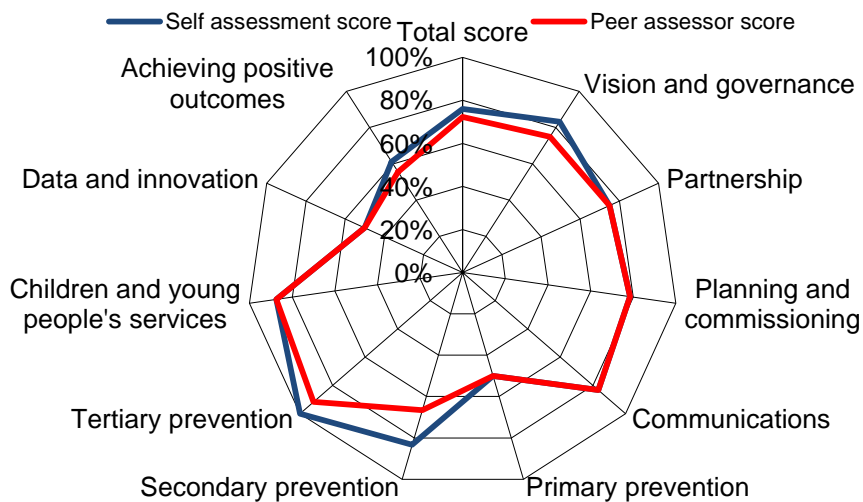 Self assessment score
Peer assessor score
Total score
Vision and governance
Partnership
Planning and
commissioning
Communications
Primary prevention
Secondary prevention
Tertiary prevention
Children and young
people's services
Data and innovation
Achieving positive
outcomes
100%
80%
60%
40%
20%
0%